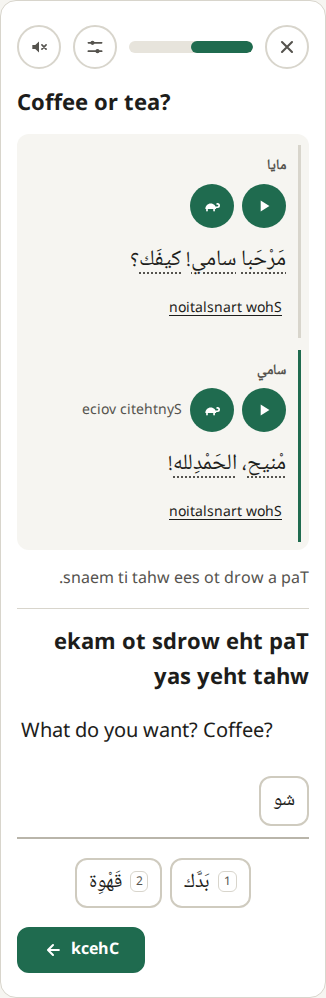 Coffee or tea?
مايا
مَرْحَبا سامي! كيفَك؟
noitalsnart wohS
سامي
eciov citehtnyS
مْنيح، الحَمْدِلله!
noitalsnart wohS
.snaem ti tahw ees ot drow a paT
ekam ot sdrow eht paT
yas yeht tahw
What do you want? Coffee?
شو
1 بَدَّك
2 قَهْوِة
kcehC